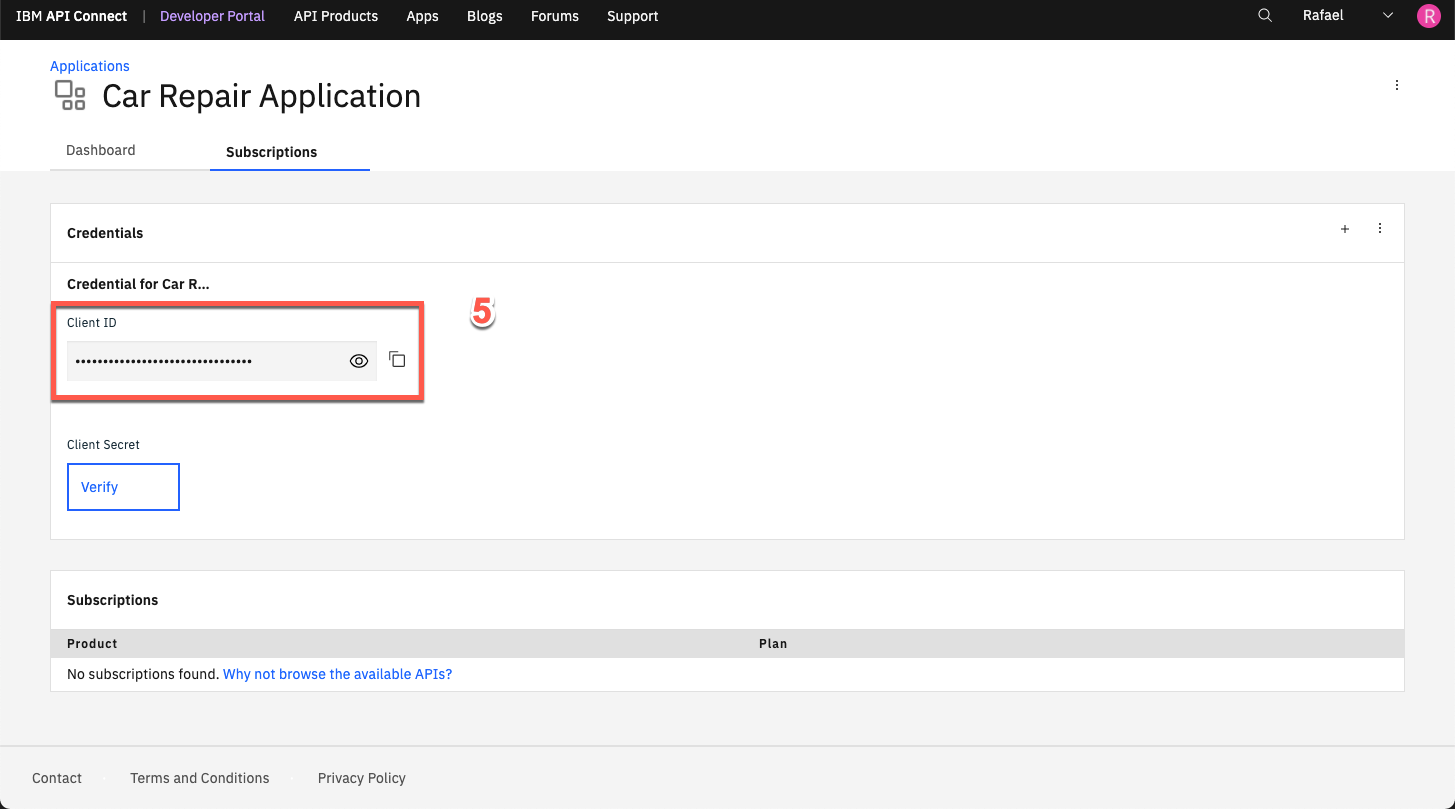 IBM API Connect | Developer Portal API Products Apps Blogs Forums Support Rafael R
Applications
Car Repair Application
Dashboard Subscriptions
Credentials
Credential for Car R...
5
Client ID
••••••••••••••••••••••••••••••••
Client Secret
Verify
Subscriptions
Product Plan
No subscriptions found. Why not browse the available APIs?
Contact Terms and Conditions Privacy Policy